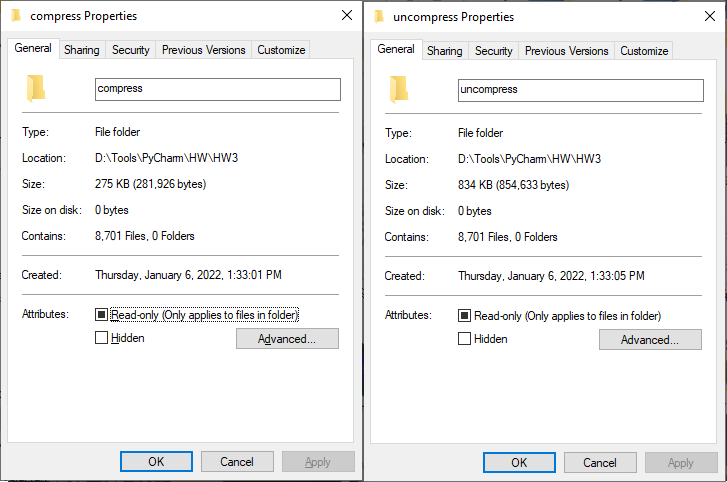 compress Properties
General Sharing Security Previous Versions Customize
compress
Type: File folder
Location: D:\Tools\PyCharm\HW\HW3
Size: 275 KB (281,926 bytes)
Size on disk: 0 bytes
Contains: 8,701 Files, 0 Folders
Created: Thursday, January 6, 2022, 1:33:01 PM
Attributes: Read-only (Only applies to files in folder)
Hidden Advanced...
OK Cancel Apply
uncompress Properties
General Sharing Security Previous Versions Customize
uncompress
Type: File folder
Location: D:\Tools\PyCharm\HW\HW3
Size: 834 KB (854,633 bytes)
Size on disk: 0 bytes
Contains: 8,701 Files, 0 Folders
Created: Thursday, January 6, 2022, 1:33:05 PM
Attributes: Read-only (Only applies to files in folder)
Hidden Advanced...
OK Cancel Apply